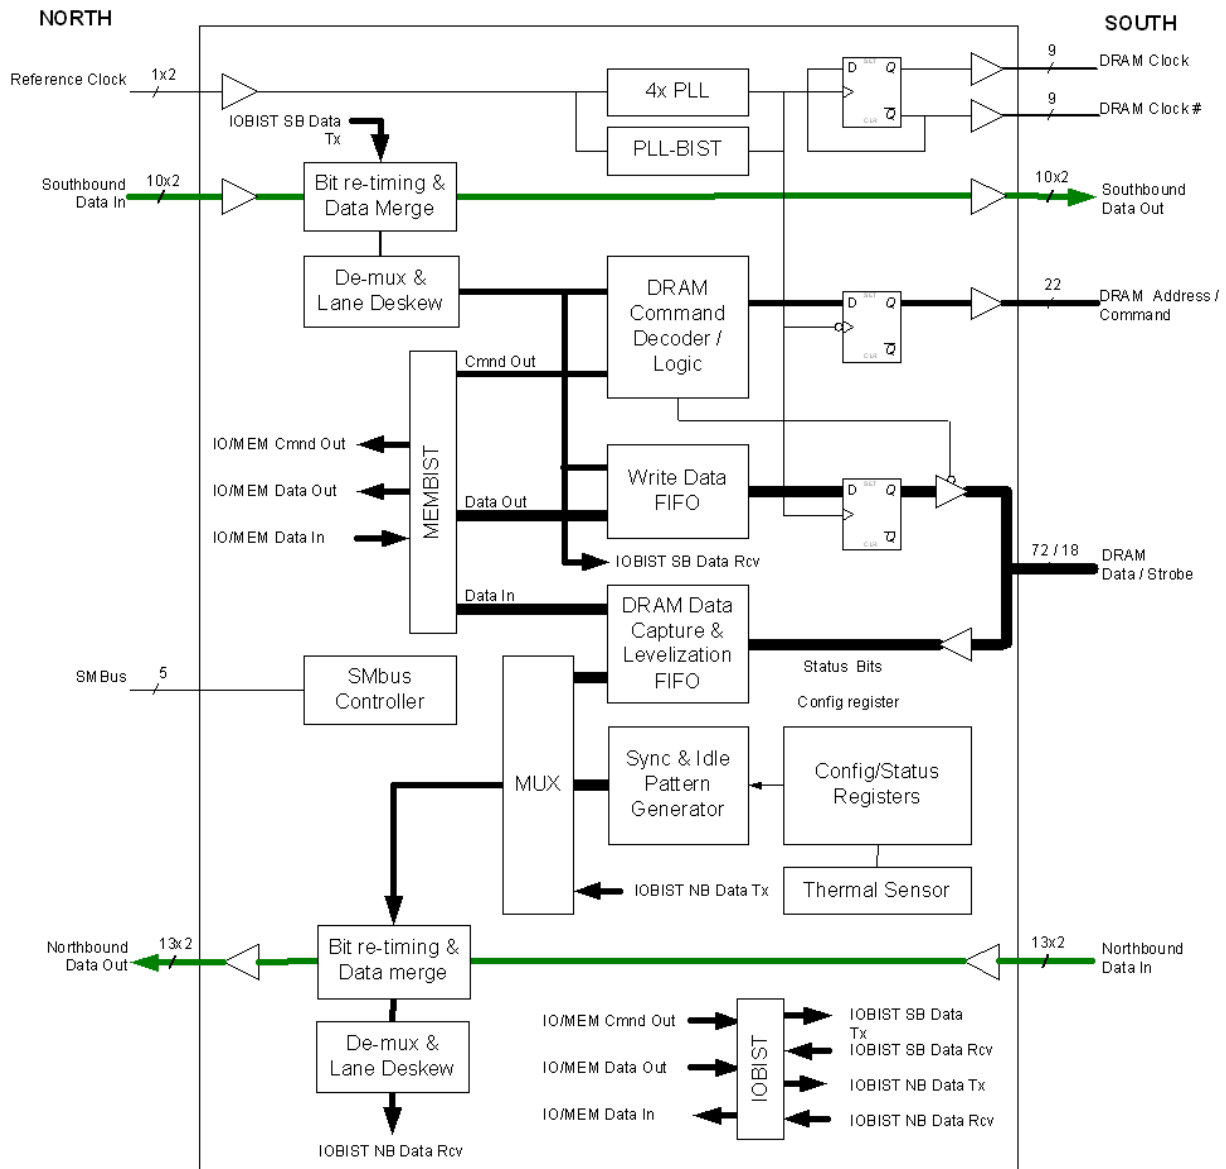 NORTH
SOUTH
Reference Clock
1x2
4x PLL
D
SET
Q
CLR
Q
9
DRAM Clock
9
DRAM Clock #
IOBIST SB Data
Tx
PLL-BIST
Southbound
Data In
10x2
Bit re-timing &
Data Merge
10x2
Southbound
Data Out
De-mux &
Lane Deskew
DRAM
Command
Decoder /
Logic
D
SET
Q
CLR
Q
22
DRAM Address /
Command
Cmnd Out
MEMBIST
IO/MEM Cmnd Out
IO/MEM Data Out
IO/MEM Data In
Data Out
Write Data
FIFO
D
SET
Q
CLR
Q
IOBIST SB Data Rcv
72 / 18
DRAM
Data / Strobe
Data In
DRAM Data
Capture &
Levelization
FIFO
Status Bits
Config register
SMBus
5
SMbus
Controller
MUX
Sync & Idle
Pattern
Generator
Config/Status
Registers
Thermal Sensor
IOBIST NB Data Tx
Northbound
Data Out
13x2
Bit re-timing &
Data merge
13x2
Northbound
Data In
De-mux &
Lane Deskew
IOBIST NB Data Rcv
IO/MEM Cmnd Out
IO/MEM Data Out
IO/MEM Data In
IOBIST
IOBIST SB Data
Tx
IOBIST SB Data Rcv
IOBIST NB Data Tx
IOBIST NB Data Rcv